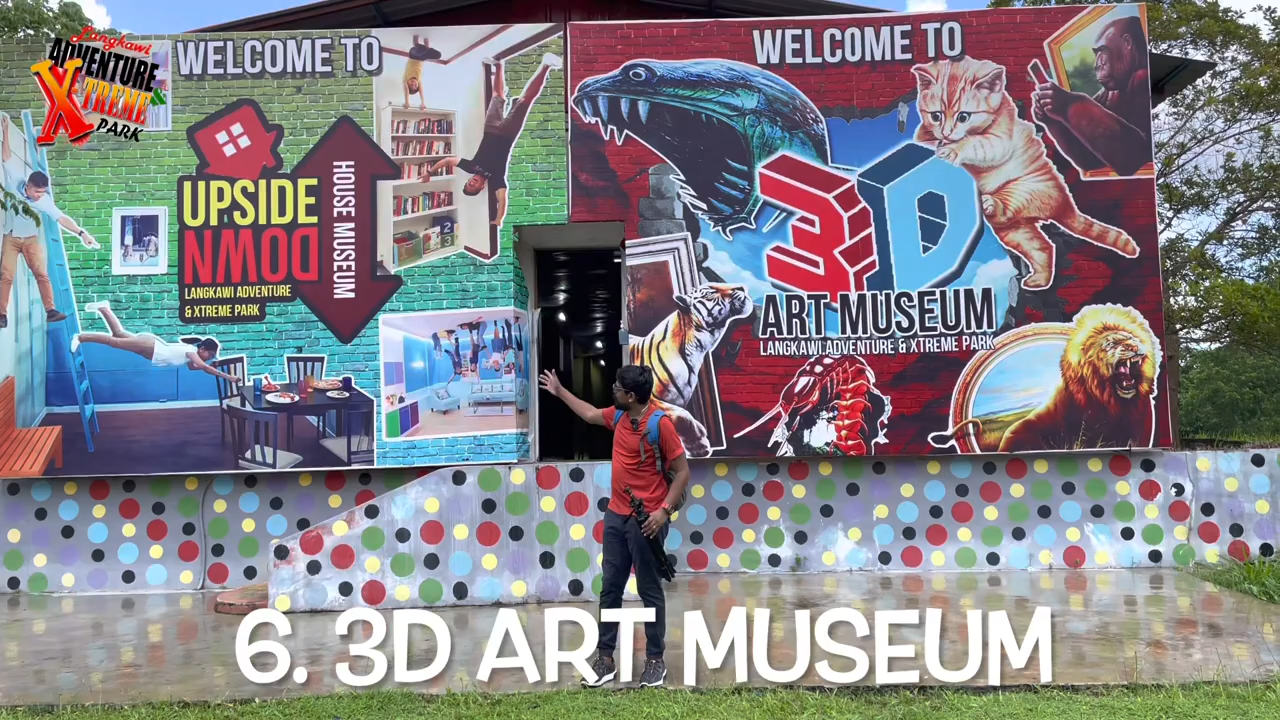 Langkawi
ADVENTURE
XTREME
PARK
WELCOME TO
UPSIDE
DOWN
HOUSE MUSEUM
LANGKAWI ADVENTURE
& XTREME PARK
WELCOME TO
3D
ART MUSEUM
LANGKAWI ADVENTURE & XTREME PARK
6. 3D ART MUSEUM